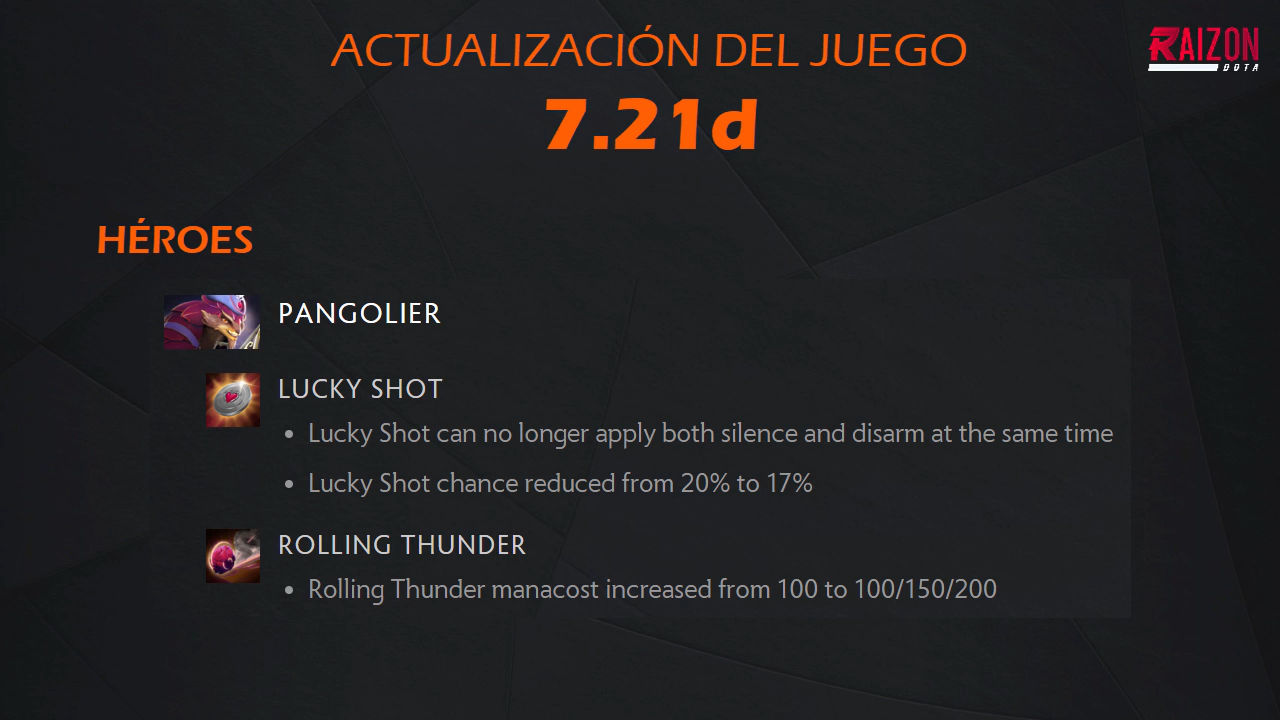 ACTUALIZACIÓN DEL JUEGO
RAIZON
DOTA
7.21d
HÉROES
PANGOLIER
LUCKY SHOT
• Lucky Shot can no longer apply both silence and disarm at the same time
• Lucky Shot chance reduced from 20% to 17%
ROLLING THUNDER
• Rolling Thunder manacost increased from 100 to 100/150/200